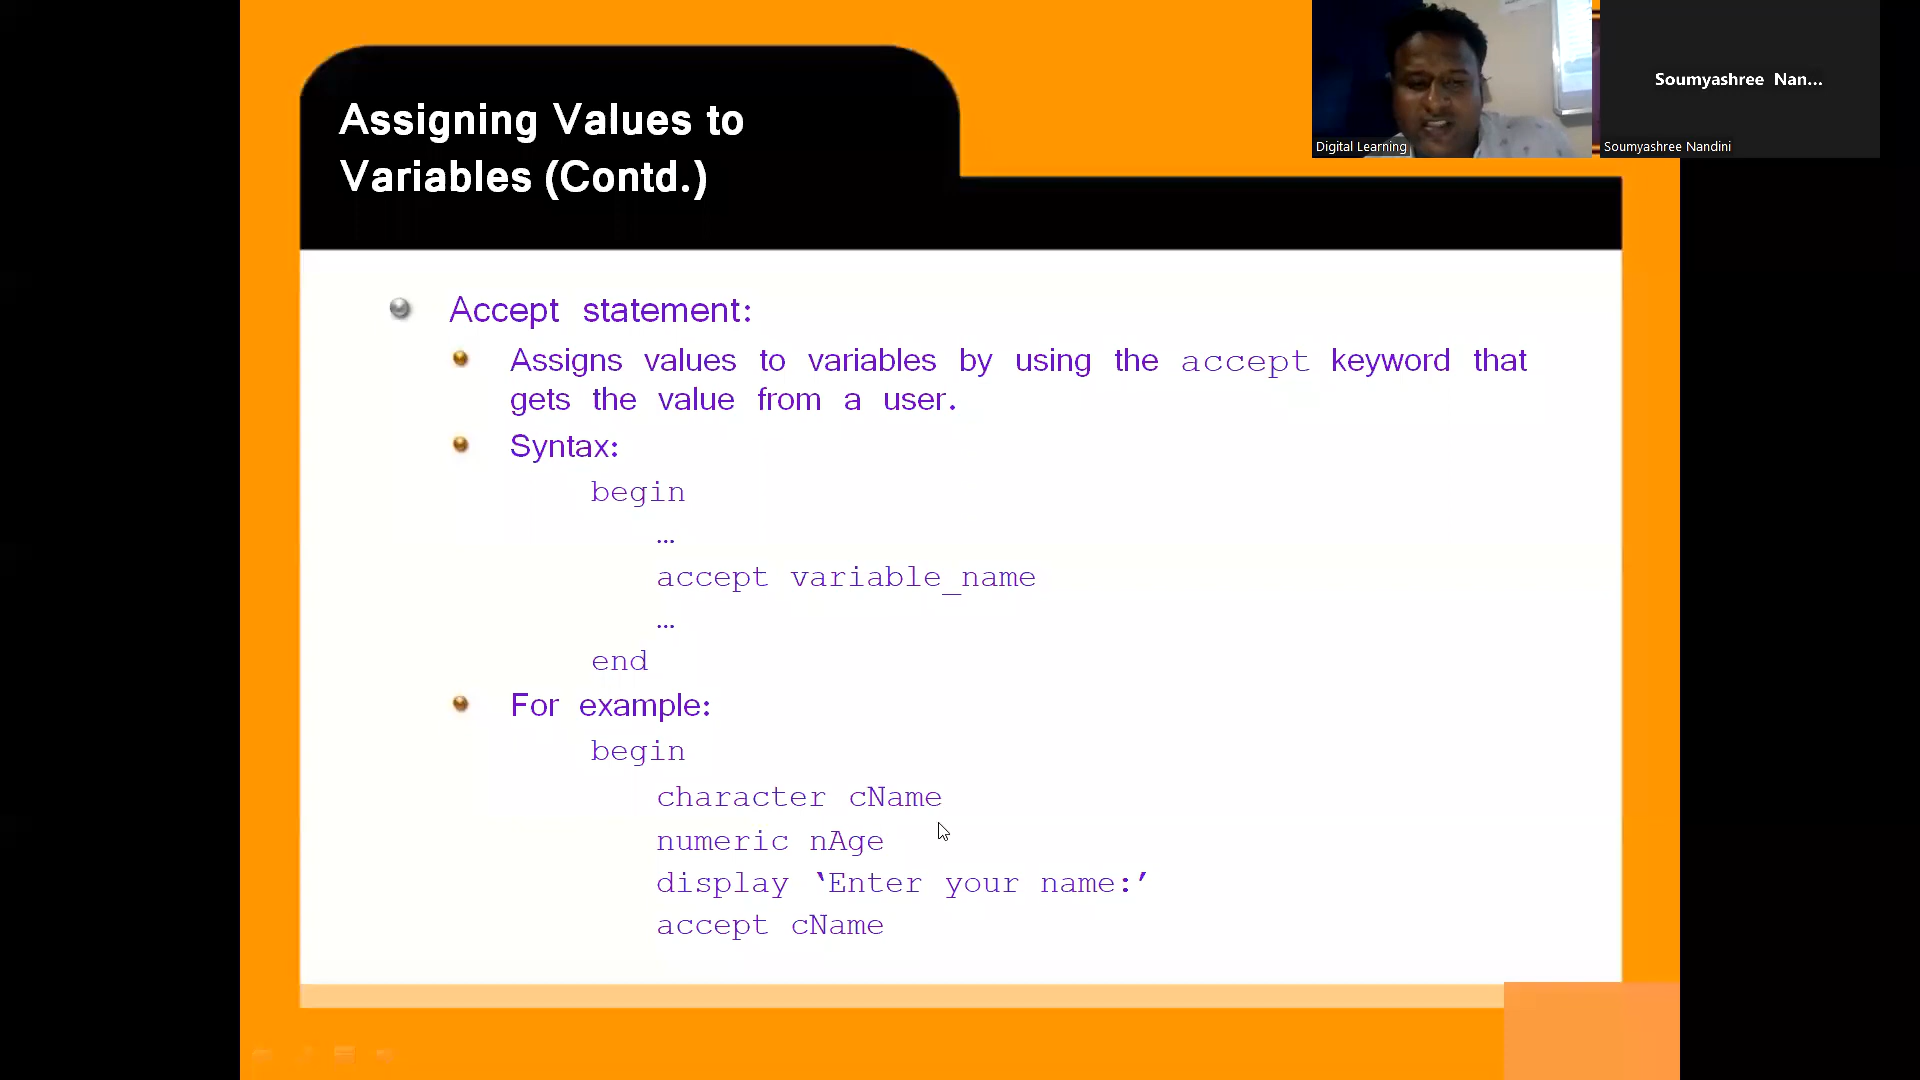 Assigning Values to
Variables (Contd.)
Soumyashree Nan...
Digital Learning
Soumyashree Nandini
Accept statement:
Assigns values to variables by using the accept keyword that
gets the value from a user.
Syntax:
begin
…
accept variable_name
…
end
For example:
begin
character cName
numeric nAge
display ‘Enter your name:’
accept cName